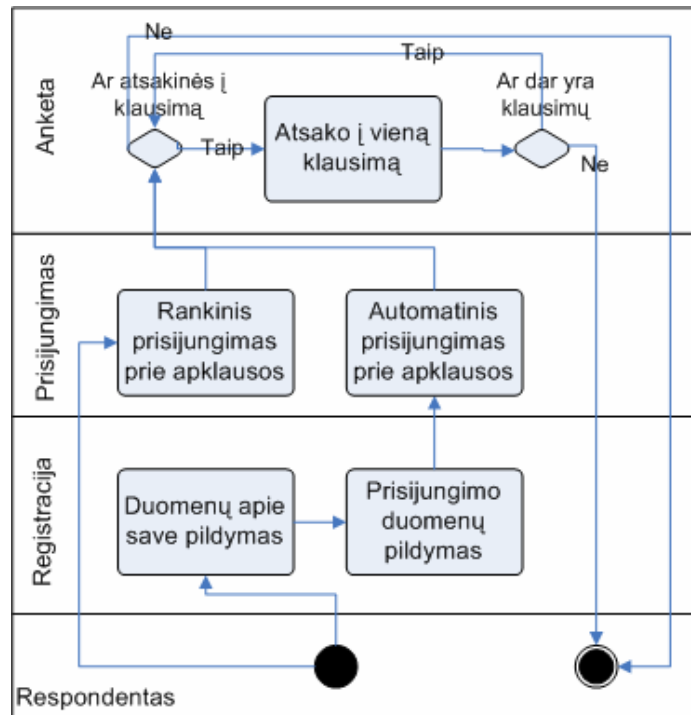 Ne
Taip
Ar atsakinės į
klausimą
Ar dar yra
klausimų
Anketa
Taip
Atsako į vieną
klausimą
Ne
Prisijungimas
Rankinis
prisijungimas
prie apklausos
Automatinis
prisijungimas
prie apklausos
Registracija
Duomenų apie
save pildymas
Prisijungimo
duomenų
pildymas
Respondentas